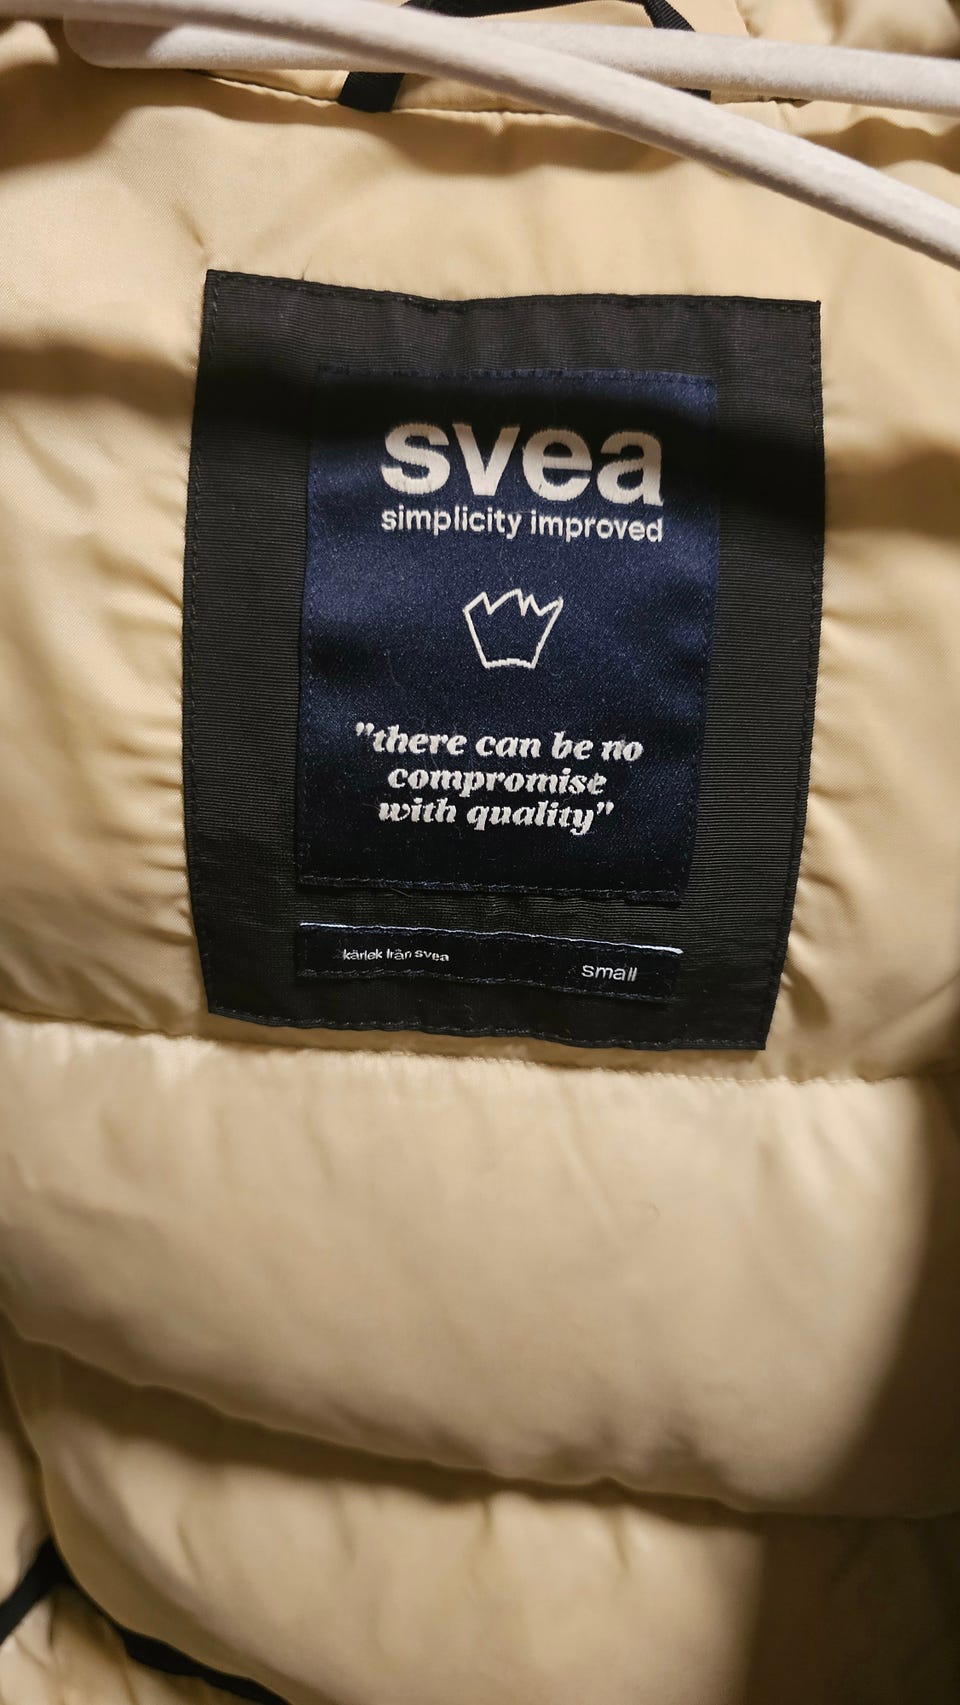 svea
simplicity improved
"there can be no
compromise
with quality"
kärlek från svea
small